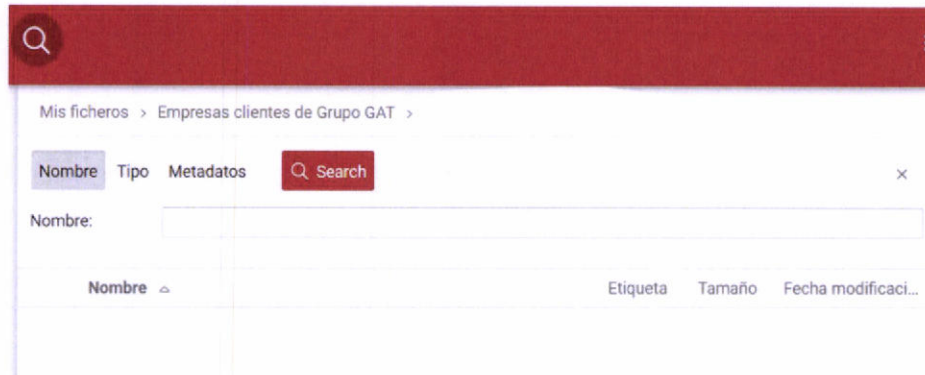 Mis ficheros > Empresas clientes de Grupo GAT >
Nombre Tipo Metadatos Search
Nombre:
Nombre Etiqueta Tamaño Fecha modificaci...